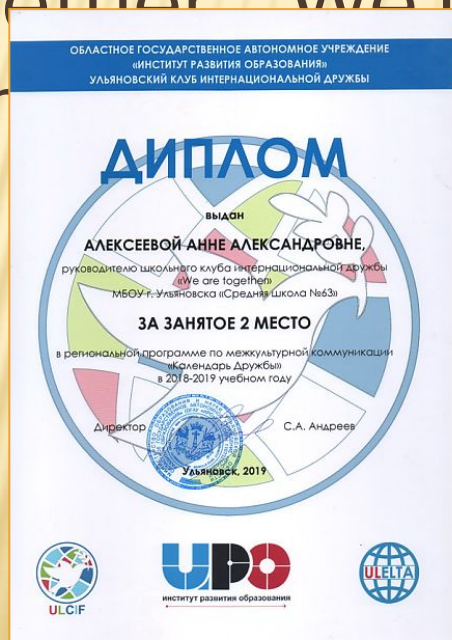 ОБЛАСТНОЕ ГОСУДАРСТВЕННОЕ АВТОНОМНОЕ УЧРЕЖДЕНИЕ
«ИНСТИТУТ РАЗВИТИЯ ОБРАЗОВАНИЯ»
УЛЬЯНОВСКИЙ КЛУБ ИНТЕРНАЦИОНАЛЬНОЙ ДРУЖБЫ
ДИПЛОМ
выдан
АЛЕКСЕЕВОЙ АННЕ АЛЕКСАНДРОВНЕ,
руководителю школьного клуба интернациональной дружбы
«We are together»
МБОУ г. Ульяновска «Средняя школа №63»
ЗА ЗАНЯТОЕ 2 МЕСТО
в региональной программе по межкультурной коммуникации
«Календарь Дружбы»
в 2018-2019 учебном году
Директор С.А. Андреев
Ульяновск, 2019
ULCIF
UPO
институт развития образования
ULELTA